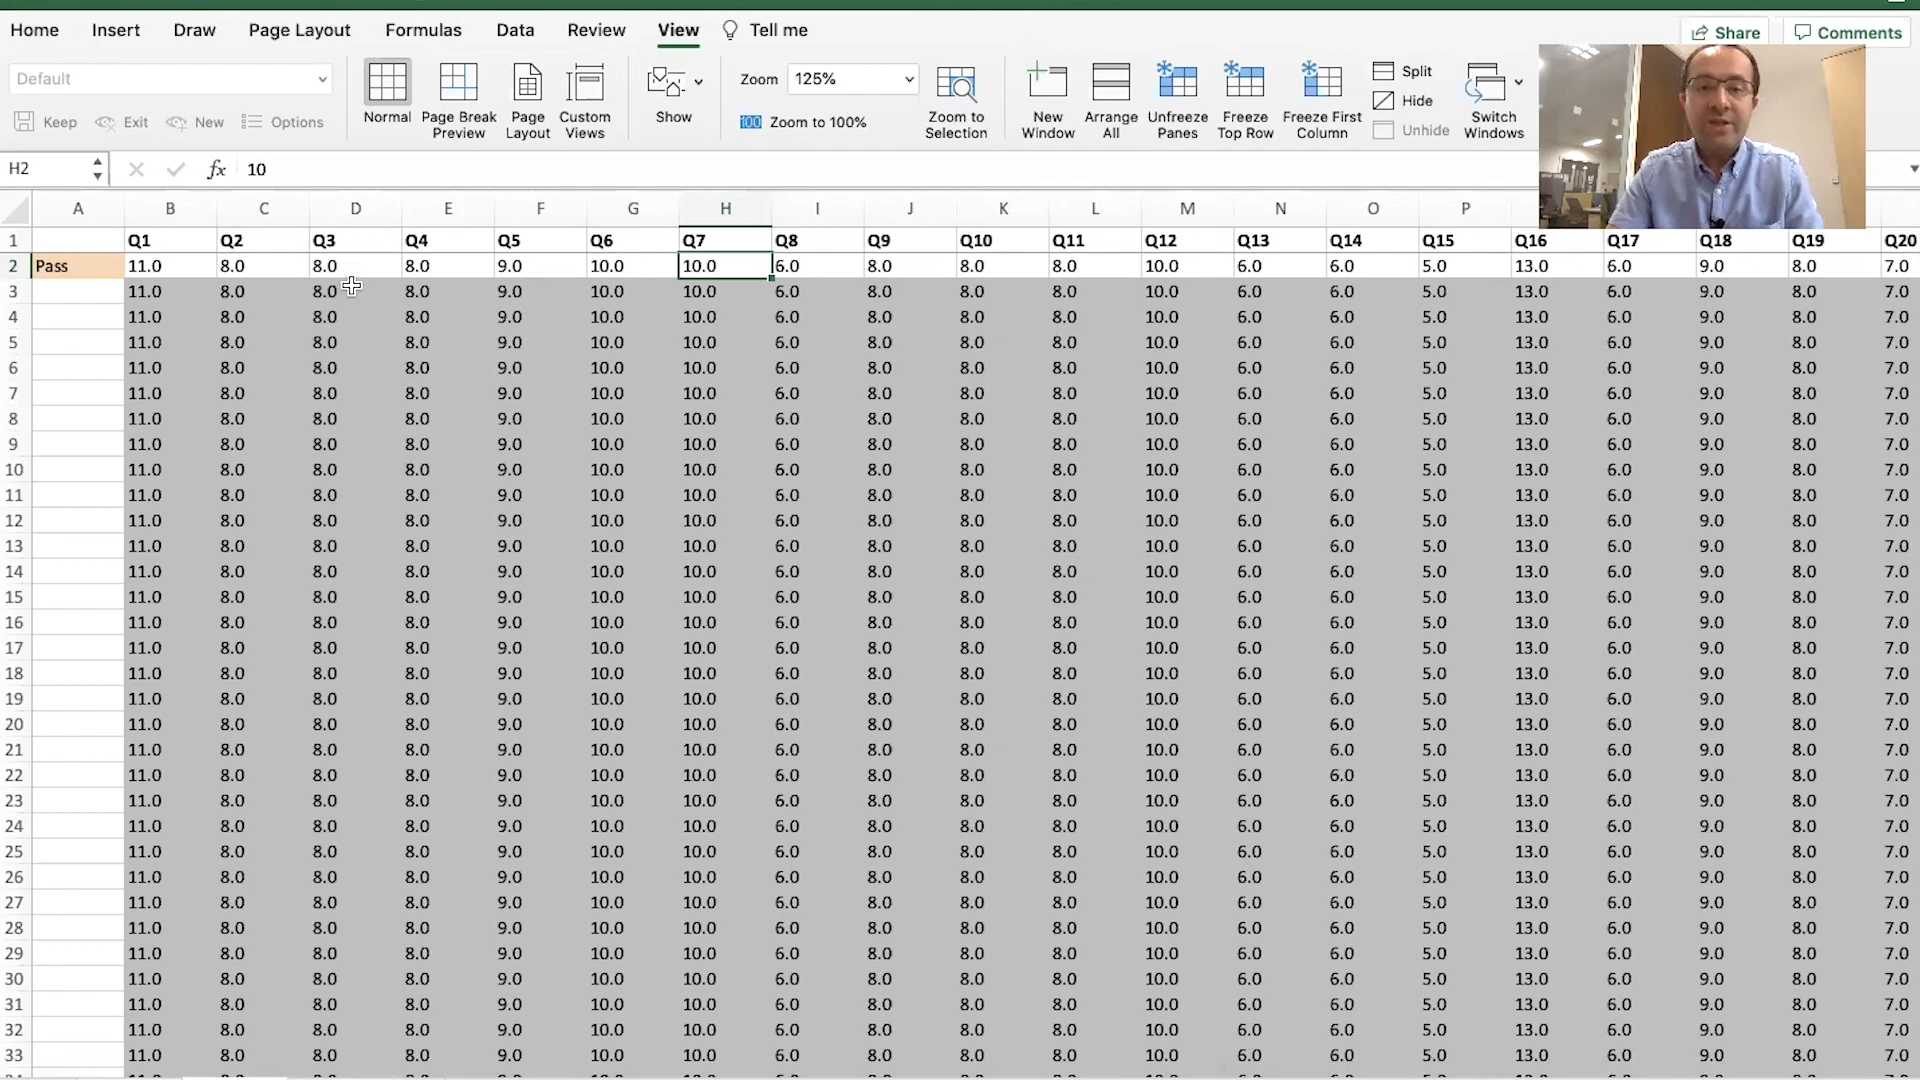 Home Insert Draw Page Layout Formulas Data Review View Tell me Share Comments
Default Zoom 125% Split
Keep Exit New Options Normal Page Break Preview Page Layout Custom Views Show 100 Zoom to 100% Zoom to Selection New Window Arrange All Unfreeze Panes Freeze Top Row Freeze First Column Hide Unhide Switch Windows
H2 fx 10
A B C D E F G H I J K L M N O P
1 Q1 Q2 Q3 Q4 Q5 Q6 Q7 Q8 Q9 Q10 Q11 Q12 Q13 Q14 Q15 Q16 Q17 Q18 Q19 Q20
2 Pass 11.0 8.0 8.0 8.0 9.0 10.0 10.0 6.0 8.0 8.0 8.0 10.0 6.0 6.0 5.0 13.0 6.0 9.0 8.0 7.0
3 11.0 8.0 8.0 8.0 9.0 10.0 10.0 6.0 8.0 8.0 8.0 10.0 6.0 6.0 5.0 13.0 6.0 9.0 8.0 7.0
4 11.0 8.0 8.0 8.0 9.0 10.0 10.0 6.0 8.0 8.0 8.0 10.0 6.0 6.0 5.0 13.0 6.0 9.0 8.0 7.0
5 11.0 8.0 8.0 8.0 9.0 10.0 10.0 6.0 8.0 8.0 8.0 10.0 6.0 6.0 5.0 13.0 6.0 9.0 8.0 7.0
6 11.0 8.0 8.0 8.0 9.0 10.0 10.0 6.0 8.0 8.0 8.0 10.0 6.0 6.0 5.0 13.0 6.0 9.0 8.0 7.0
7 11.0 8.0 8.0 8.0 9.0 10.0 10.0 6.0 8.0 8.0 8.0 10.0 6.0 6.0 5.0 13.0 6.0 9.0 8.0 7.0
8 11.0 8.0 8.0 8.0 9.0 10.0 10.0 6.0 8.0 8.0 8.0 10.0 6.0 6.0 5.0 13.0 6.0 9.0 8.0 7.0
9 11.0 8.0 8.0 8.0 9.0 10.0 10.0 6.0 8.0 8.0 8.0 10.0 6.0 6.0 5.0 13.0 6.0 9.0 8.0 7.0
10 11.0 8.0 8.0 8.0 9.0 10.0 10.0 6.0 8.0 8.0 8.0 10.0 6.0 6.0 5.0 13.0 6.0 9.0 8.0 7.0
11 11.0 8.0 8.0 8.0 9.0 10.0 10.0 6.0 8.0 8.0 8.0 10.0 6.0 6.0 5.0 13.0 6.0 9.0 8.0 7.0
12 11.0 8.0 8.0 8.0 9.0 10.0 10.0 6.0 8.0 8.0 8.0 10.0 6.0 6.0 5.0 13.0 6.0 9.0 8.0 7.0
13 11.0 8.0 8.0 8.0 9.0 10.0 10.0 6.0 8.0 8.0 8.0 10.0 6.0 6.0 5.0 13.0 6.0 9.0 8.0 7.0
14 11.0 8.0 8.0 8.0 9.0 10.0 10.0 6.0 8.0 8.0 8.0 10.0 6.0 6.0 5.0 13.0 6.0 9.0 8.0 7.0
15 11.0 8.0 8.0 8.0 9.0 10.0 10.0 6.0 8.0 8.0 8.0 10.0 6.0 6.0 5.0 13.0 6.0 9.0 8.0 7.0
16 11.0 8.0 8.0 8.0 9.0 10.0 10.0 6.0 8.0 8.0 8.0 10.0 6.0 6.0 5.0 13.0 6.0 9.0 8.0 7.0
17 11.0 8.0 8.0 8.0 9.0 10.0 10.0 6.0 8.0 8.0 8.0 10.0 6.0 6.0 5.0 13.0 6.0 9.0 8.0 7.0
18 11.0 8.0 8.0 8.0 9.0 10.0 10.0 6.0 8.0 8.0 8.0 10.0 6.0 6.0 5.0 13.0 6.0 9.0 8.0 7.0
19 11.0 8.0 8.0 8.0 9.0 10.0 10.0 6.0 8.0 8.0 8.0 10.0 6.0 6.0 5.0 13.0 6.0 9.0 8.0 7.0
20 11.0 8.0 8.0 8.0 9.0 10.0 10.0 6.0 8.0 8.0 8.0 10.0 6.0 6.0 5.0 13.0 6.0 9.0 8.0 7.0
21 11.0 8.0 8.0 8.0 9.0 10.0 10.0 6.0 8.0 8.0 8.0 10.0 6.0 6.0 5.0 13.0 6.0 9.0 8.0 7.0
22 11.0 8.0 8.0 8.0 9.0 10.0 10.0 6.0 8.0 8.0 8.0 10.0 6.0 6.0 5.0 13.0 6.0 9.0 8.0 7.0
23 11.0 8.0 8.0 8.0 9.0 10.0 10.0 6.0 8.0 8.0 8.0 10.0 6.0 6.0 5.0 13.0 6.0 9.0 8.0 7.0
24 11.0 8.0 8.0 8.0 9.0 10.0 10.0 6.0 8.0 8.0 8.0 10.0 6.0 6.0 5.0 13.0 6.0 9.0 8.0 7.0
25 11.0 8.0 8.0 8.0 9.0 10.0 10.0 6.0 8.0 8.0 8.0 10.0 6.0 6.0 5.0 13.0 6.0 9.0 8.0 7.0
26 11.0 8.0 8.0 8.0 9.0 10.0 10.0 6.0 8.0 8.0 8.0 10.0 6.0 6.0 5.0 13.0 6.0 9.0 8.0 7.0
27 11.0 8.0 8.0 8.0 9.0 10.0 10.0 6.0 8.0 8.0 8.0 10.0 6.0 6.0 5.0 13.0 6.0 9.0 8.0 7.0
28 11.0 8.0 8.0 8.0 9.0 10.0 10.0 6.0 8.0 8.0 8.0 10.0 6.0 6.0 5.0 13.0 6.0 9.0 8.0 7.0
29 11.0 8.0 8.0 8.0 9.0 10.0 10.0 6.0 8.0 8.0 8.0 10.0 6.0 6.0 5.0 13.0 6.0 9.0 8.0 7.0
30 11.0 8.0 8.0 8.0 9.0 10.0 10.0 6.0 8.0 8.0 8.0 10.0 6.0 6.0 5.0 13.0 6.0 9.0 8.0 7.0
31 11.0 8.0 8.0 8.0 9.0 10.0 10.0 6.0 8.0 8.0 8.0 10.0 6.0 6.0 5.0 13.0 6.0 9.0 8.0 7.0
32 11.0 8.0 8.0 8.0 9.0 10.0 10.0 6.0 8.0 8.0 8.0 10.0 6.0 6.0 5.0 13.0 6.0 9.0 8.0 7.0
33 11.0 8.0 8.0 8.0 9.0 10.0 10.0 6.0 8.0 8.0 8.0 10.0 6.0 6.0 5.0 13.0 6.0 9.0 8.0 7.0